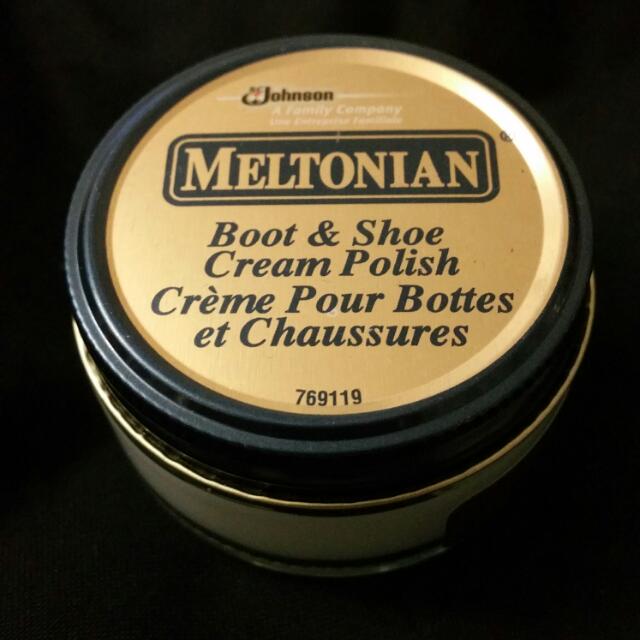 SC Johnson
A Family Company
Une Entreprise Familiale
MELTONIAN®
Boot & Shoe
Cream Polish
Crème Pour Bottes
et Chaussures
769119